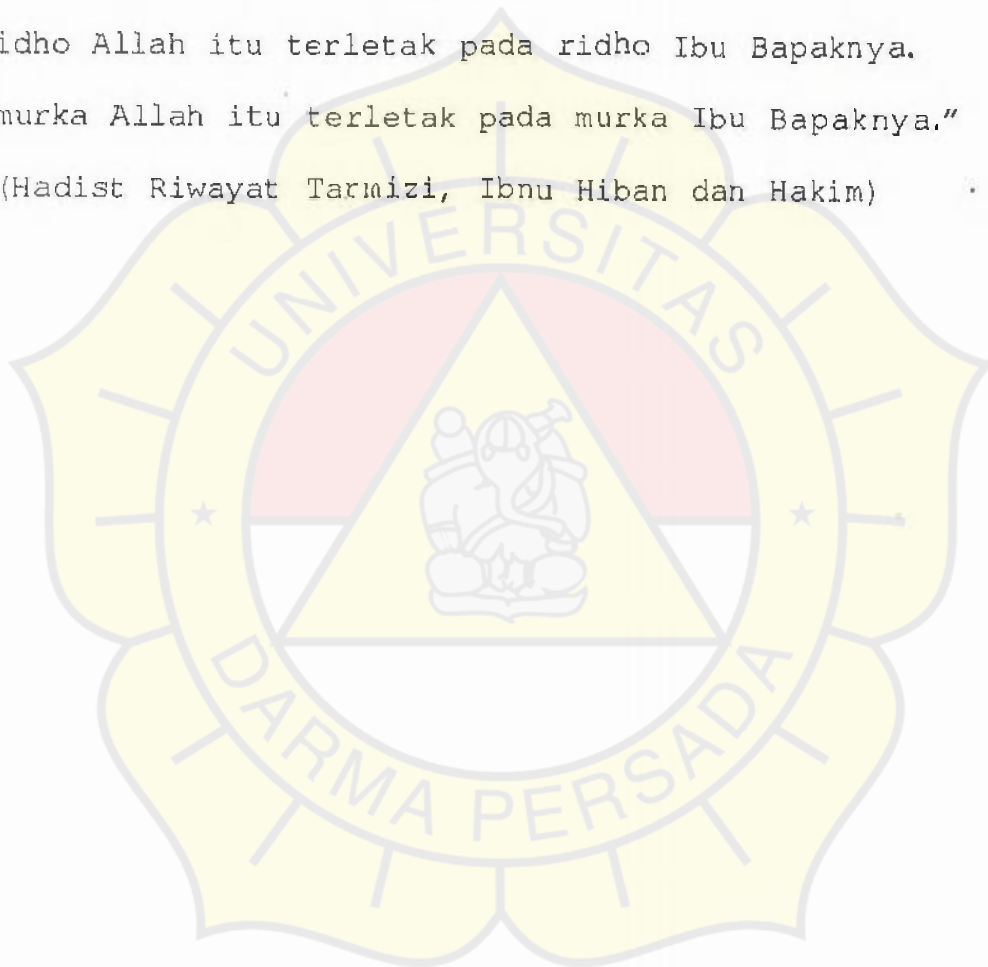 idho Allah itu terletak pada ridho Ibu Bapaknya.
murka Allah itu terletak pada murka Ibu Bapaknya."
(Hadist Riwayat Tarmizi, Ibnu Hiban dan Hakim)
UNIVERSITAS
DARMA PERSADA